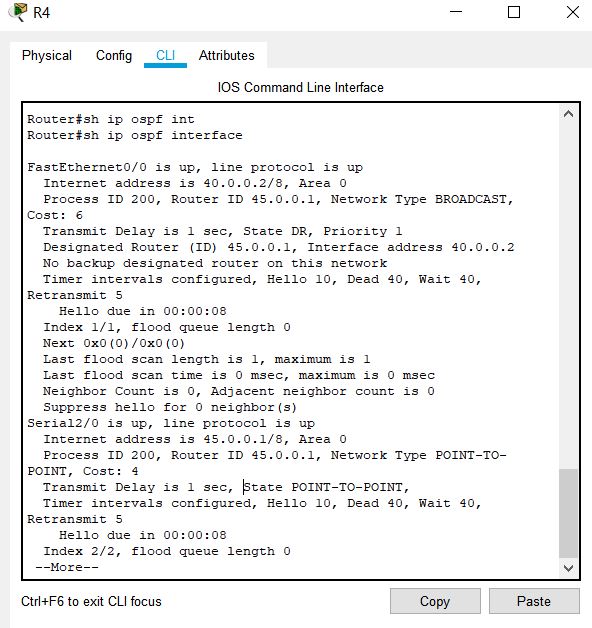 R4
Physical Config CLI Attributes
IOS Command Line Interface
Router#sh ip ospf int
Router#sh ip ospf interface
FastEthernet0/0 is up, line protocol is up
Internet address is 40.0.0.2/8, Area 0
Process ID 200, Router ID 45.0.0.1, Network Type BROADCAST,
Cost: 6
Transmit Delay is 1 sec, State DR, Priority 1
Designated Router (ID) 45.0.0.1, Interface address 40.0.0.2
No backup designated router on this network
Timer intervals configured, Hello 10, Dead 40, Wait 40,
Retransmit 5
Hello due in 00:00:08
Index 1/1, flood queue length 0
Next 0x0(0)/0x0(0)
Last flood scan length is 1, maximum is 1
Last flood scan time is 0 msec, maximum is 0 msec
Neighbor Count is 0, Adjacent neighbor count is 0
Suppress hello for 0 neighbor(s)
Serial2/0 is up, line protocol is up
Internet address is 45.0.0.1/8, Area 0
Process ID 200, Router ID 45.0.0.1, Network Type POINT-TO-
POINT, Cost: 4
Transmit Delay is 1 sec, State POINT-TO-POINT,
Timer intervals configured, Hello 10, Dead 40, Wait 40,
Retransmit 5
Hello due in 00:00:08
Index 2/2, flood queue length 0
--More--
Ctrl+F6 to exit CLI focus
Copy Paste